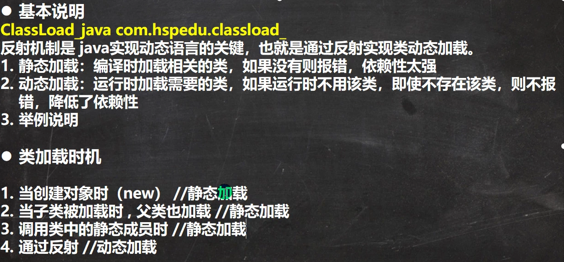 ● 基本说明
ClassLoad_.java com.hspedu.classload_
反射机制是 java实现动态语言的关键，也就是通过反射实现类动态加载。
1. 静态加载：编译时加载相关的类，如果没有则报错，依赖性太强
2. 动态加载：运行时加载需要的类，如果运行时不用该类，即使不存在该类，则不报
错，降低了依赖性
3. 举例说明
● 类加载时机
1. 当创建对象时（new） //静态加载
2. 当子类被加载时，父类也加载 //静态加载
3. 调用类中的静态成员时 //静态加载
4. 通过反射 //动态加载